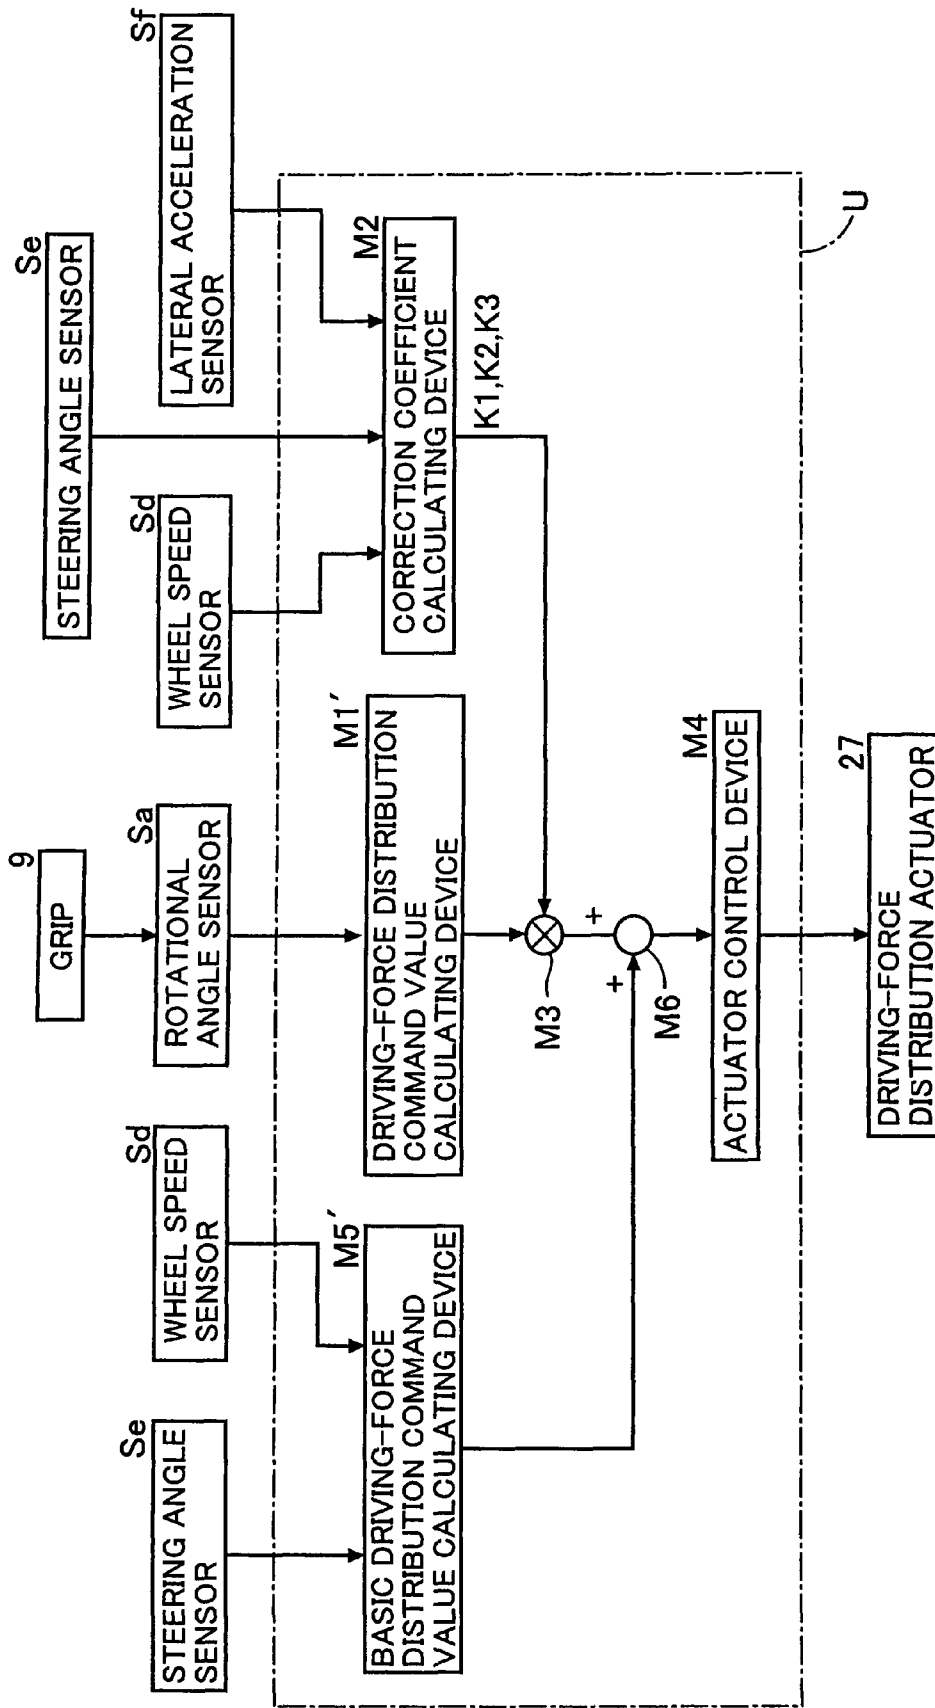 9
GRIP
Se
STEERING ANGLE SENSOR
Se
STEERING ANGLE
SENSOR
Sd
WHEEL SPEED
SENSOR
Sa
ROTATIONAL
ANGLE SENSOR
Sd
WHEEL SPEED
SENSOR
Sf
LATERAL ACCELERATION
SENSOR
M5′
BASIC DRIVING-FORCE
DISTRIBUTION COMMAND
VALUE CALCULATING DEVICE
M1′
DRIVING-FORCE DISTRIBUTION
COMMAND VALUE
CALCULATING DEVICE
M2
CORRECTION COEFFICIENT
CALCULATING DEVICE
K1,K2,K3
M3
+
+
M6
M4
ACTUATOR CONTROL DEVICE
U
27
DRIVING-FORCE
DISTRIBUTION ACTUATOR